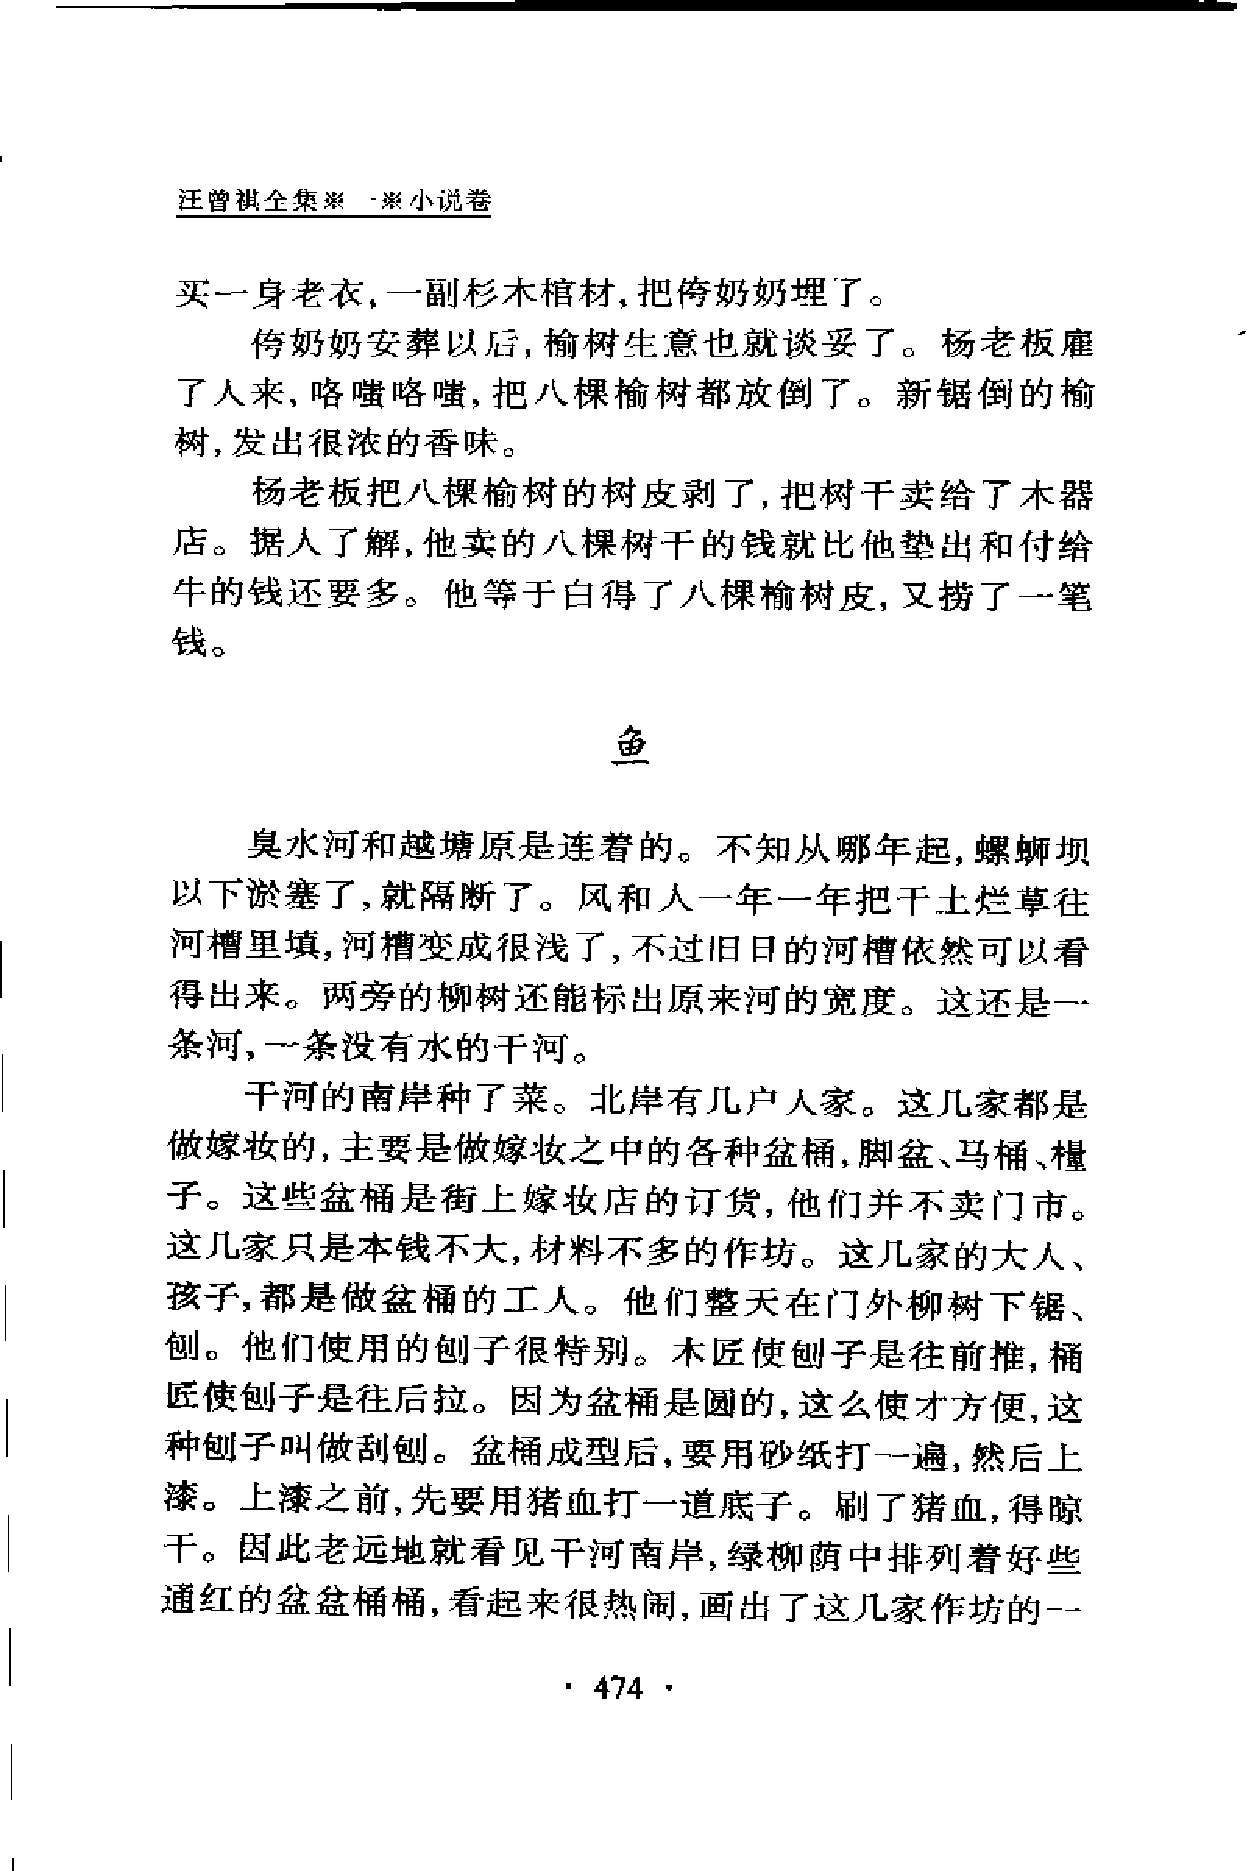 汪曾祺全集※一※小说卷
买一身老衣,一副杉木棺材,把侉奶奶埋了。
侉奶奶安葬以后,榆树生意也就谈妥了。杨老板雇
了人来,咯嗤咯嗤,把八棵榆树都放倒了。新锯倒的榆
树,发出很浓的香味。
杨老板把八棵榆树的树皮剥了,把树干卖给了木器
店。据人了解,他卖的八棵树干的钱就比他垫出和付给
牛的钱还要多。他等于白得了八棵榆树皮,又捞了一笔
钱。
鱼
臭水河和越塘原是连着的。不知从哪年起,螺蛳坝
以下淤塞了,就隔断了。风和人一年一年把干土烂草往
河槽里填,河槽变成很浅了,不过旧日的河槽依然可以看
得出来。两旁的柳树还能标出原来河的宽度。这还是一
条河,一条没有水的干河。
干河的南岸种了菜。北岸有几户人家。这几家都是
做嫁妆的,主要是做嫁妆之中的各种盆桶,脚盆、马桶、㯯
子。这些盆桶是街上嫁妆店的订货,他们并不卖门市。
这几家只是本钱不大,材料不多的作坊。这几家的大人、
孩子,都是做盆桶的工人。他们整天在门外柳树下锯、
刨。他们使用的刨子很特别。木匠使刨子是往前推,桶
匠使刨子是往后拉。因为盆桶是圆的,这么使才方便,这
种刨子叫做刮刨。盆桶成型后,要用砂纸打一遍,然后上
漆。上漆之前,先要用猪血打一道底子。刷了猪血,得晾
干。因此老远地就看见干河南岸,绿柳荫中排列着好些
通红的盆盆桶桶,看起来很热闹,画出了这几家作坊的一
· 474 ·